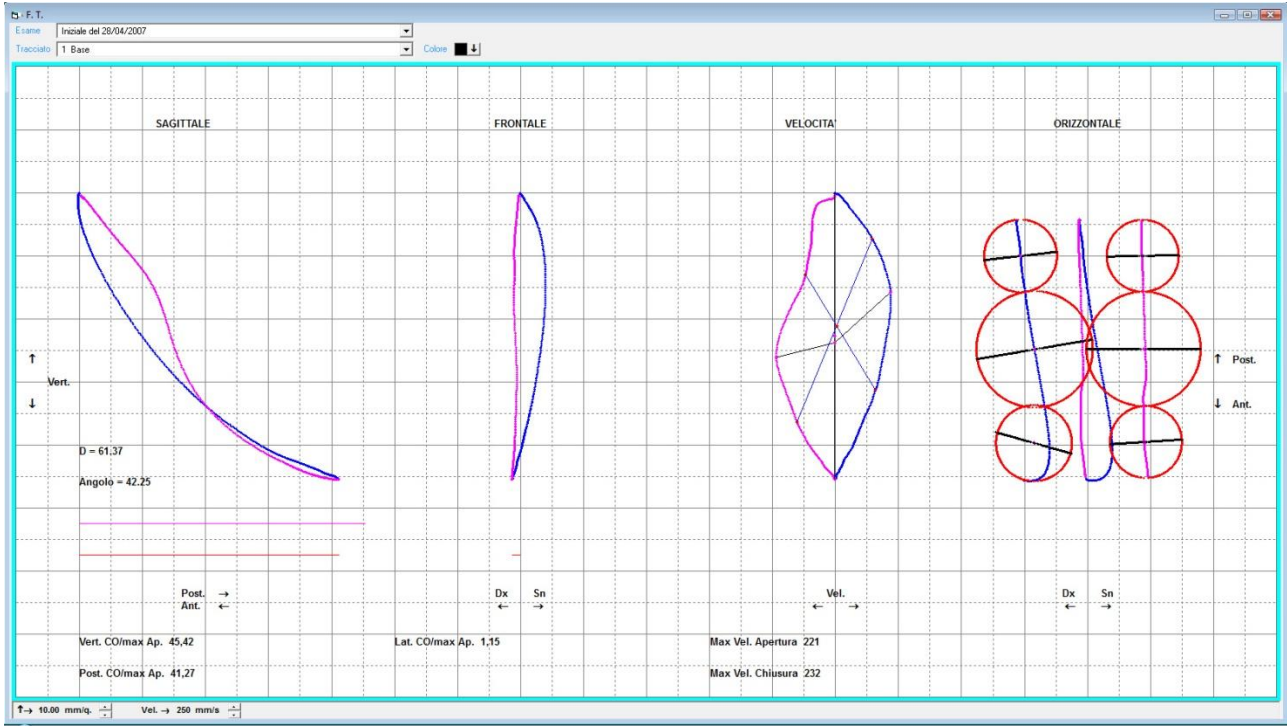 F. T.
Esame Iniziale del 28/04/2007
Tracciato 1 Base Colore
SAGITTALE FRONTALE VELOCITA' ORIZZONTALE
↑ ↑ Post.
Vert.
↓ ↓ Ant.
D = 61,37
Angolo = 42.25
Post. → Dx Sn Vel. Dx Sn
Ant. ← ← → ← → ← →
Vert. CO/max Ap. 45,42 Lat. CO/max Ap. 1,15 Max Vel. Apertura 221
Post. CO/max Ap. 41,27 Max Vel. Chiusura 232
↑→ 10.00 mm/q. Vel. → 250 mm/s